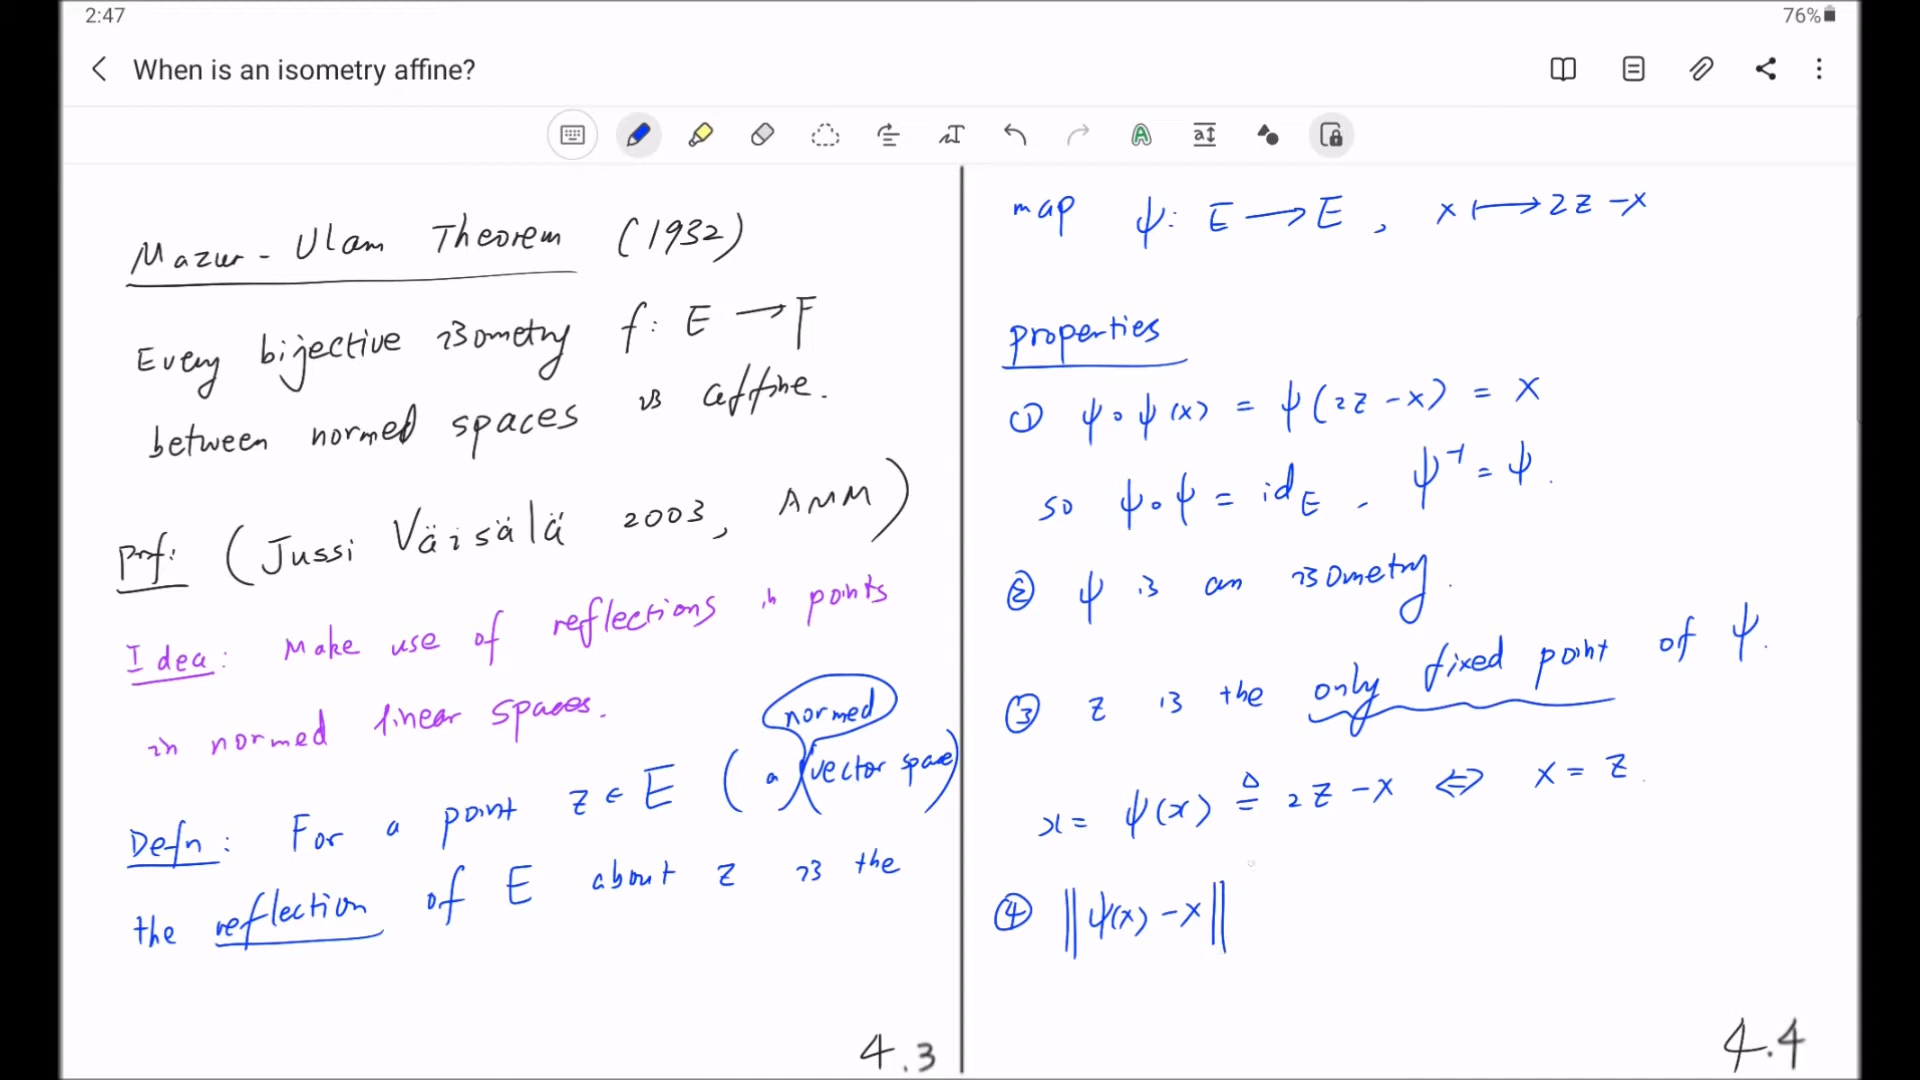 2:47
76%
When is an isometry affine?
Mazur-Ulam Theorem (1932)
Every bijective isometry f: E → F
between normed spaces is affine.
Prf: (Jussi Väisälä 2003, AMM)
Idea: Make use of reflections in points
in normed linear spaces.
normed
Defn: For a point z ∈ E (a vector space)
the reflection of E about z is the
4.3
map ψ: E → E, x ↦ 2z - x
properties
① ψ∘ψ(x) = ψ(2z - x) = x
so ψ∘ψ = id_E. ψ⁻¹ = ψ.
② ψ is an isometry.
③ z is the only fixed point of ψ.
x = ψ(x) ≜ 2z - x ⇔ x = z.
④ ‖ψ(x) - x‖
4.4